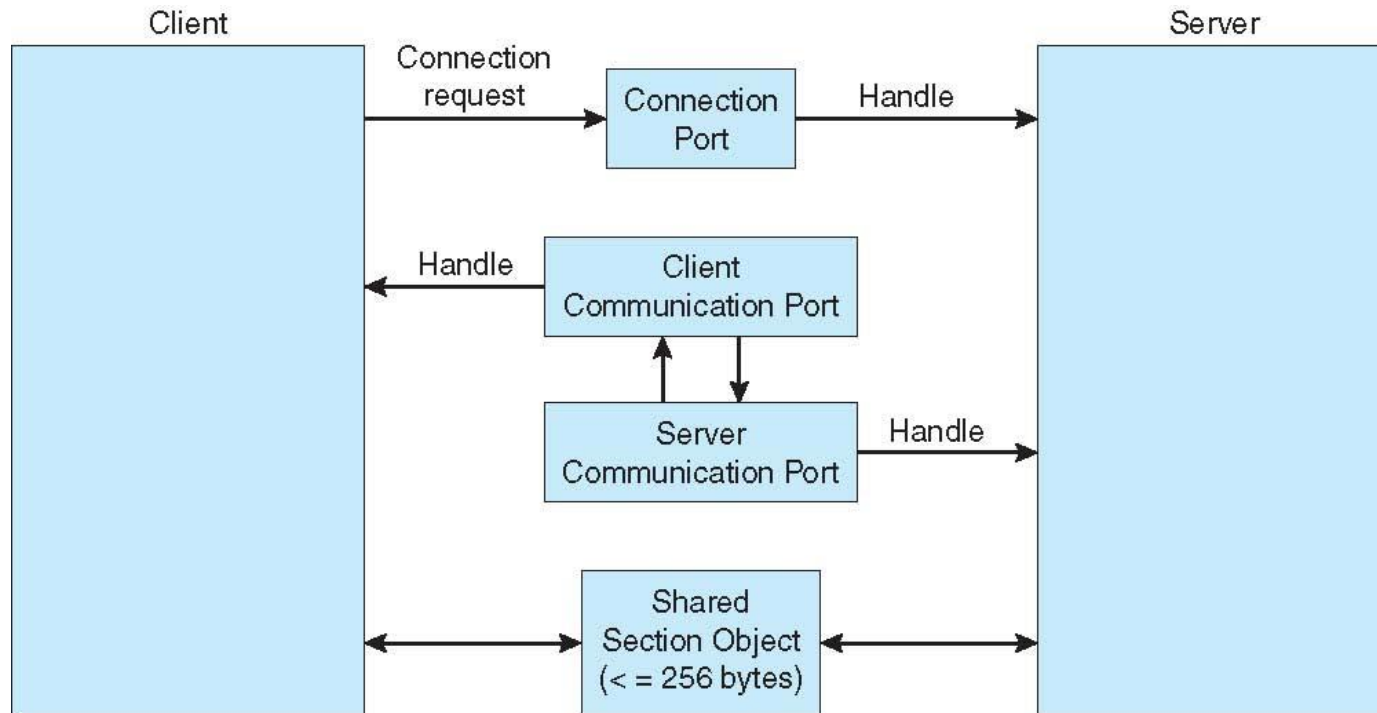 Client
Server
Connection
request
Connection
Port
Handle
Handle
Client
Communication Port
Server
Communication Port
Handle
Shared
Section Object
(< = 256 bytes)